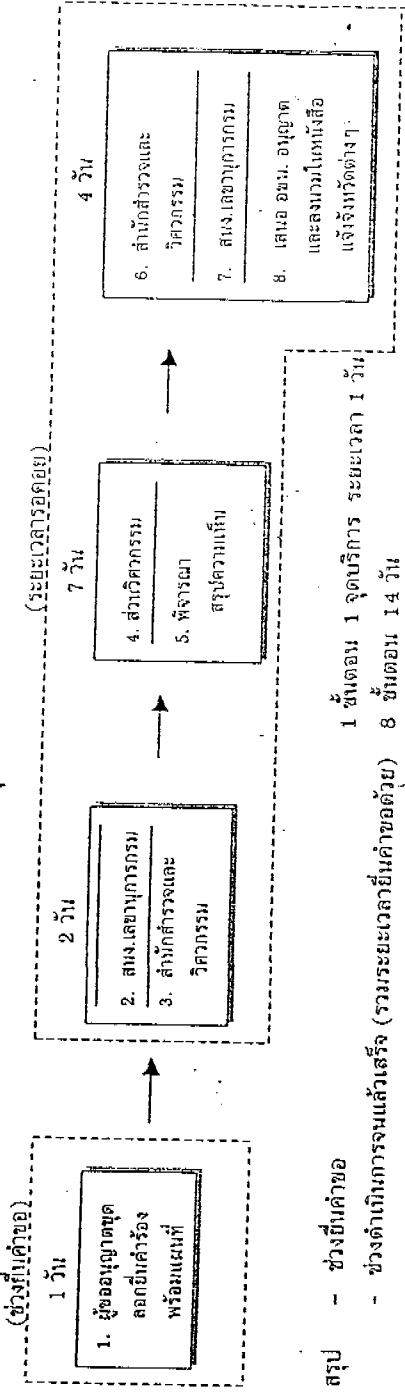 (ช่วงยื่นคำขอ)
1 วัน
1. ผู้ขออนุญาตขุด
ลอกยื่นคำร้อง
พร้อมแผนที่
(ระยะเวลารอคอย)
2 วัน
2. สนง.เลขานุการกรม
3. สำนักสำรวจและ
วิศวกรรม
7 วัน
4. ส่วนวิศวกรรม
5. พิจารณา
สรุปความเห็น
4 วัน
6. สำนักสำรวจและ
วิศวกรรม
7. สนง.เลขานุการกรม
8. เสนอ อขน. อนุญาต
และลงนามในหนังสือ
แจ้งจังหวัดต่างๆ
สรุป - ช่วงยื่นคำขอ 1 ขั้นตอน 1 จุดบริการ ระยะเวลา 1 วัน
- ช่วงดำเนินการจนแล้วเสร็จ (รวมระยะเวลายื่นคำขอด้วย) 8 ขั้นตอน 14 วัน